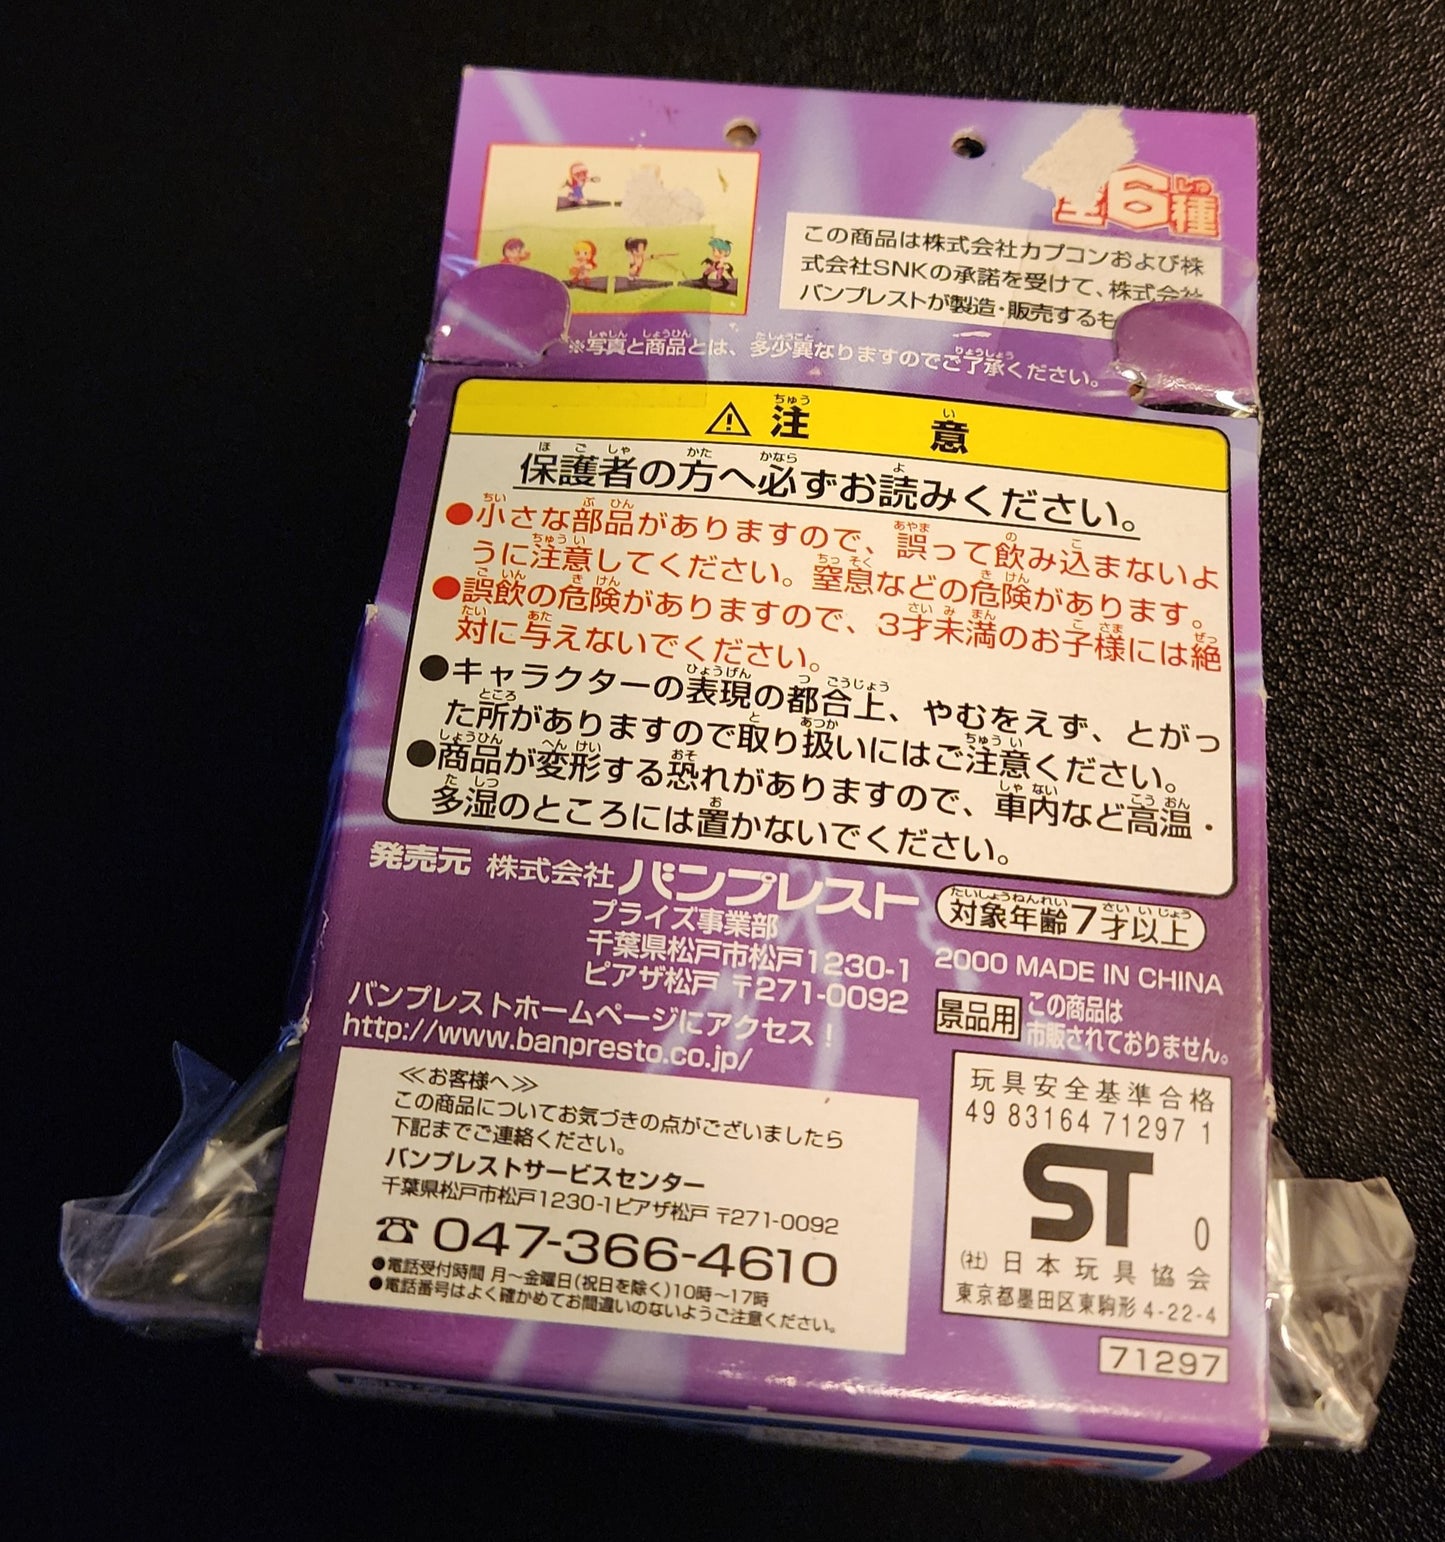 全6種
この商品は株式会社カプコンおよび株
式会社SNKの承諾を受けて、株式会社
バンプレストが製造・販売するも
※写真と商品とは、多少異なりますのでご了承ください。
⚠注意
保護者の方へ必ずお読みください。
●小さな部品がありますので、誤って飲み込まないよ
うに注意してください。窒息などの危険があります。
●誤飲の危険がありますので、3才未満のお子様には絶
対に与えないでください。
●キャラクターの表現の都合上、やむをえず、とがっ
た所がありますので取り扱いにはご注意ください。
●商品が変形する恐れがありますので、車内など高温・
多湿のところには置かないでください。
発売元 株式会社バンプレスト
プライズ事業部
千葉県松戸市松戸1230-1
ピアザ松戸 〒271-0092
バンプレストホームページにアクセス!
http://www.banpresto.co.jp/
対象年齢7才以上
2000 MADE IN CHINA
景品用 この商品は
市販されておりません。
≪お客様へ≫
この商品についてお気づきの点がございましたら
下記までご連絡ください。
バンプレストサービスセンター
千葉県松戸市松戸1230-1ピアザ松戸 〒271-0092
☎047-366-4610
●電話受付時間 月～金曜日(祝日を除く)10時～17時
●電話番号はよく確かめてお間違いのないようご注意ください。
玩具安全基準合格
49 83164 71297 1
ST
0
(社)日本玩具協会
東京都墨田区東駒形4-22-4
71297